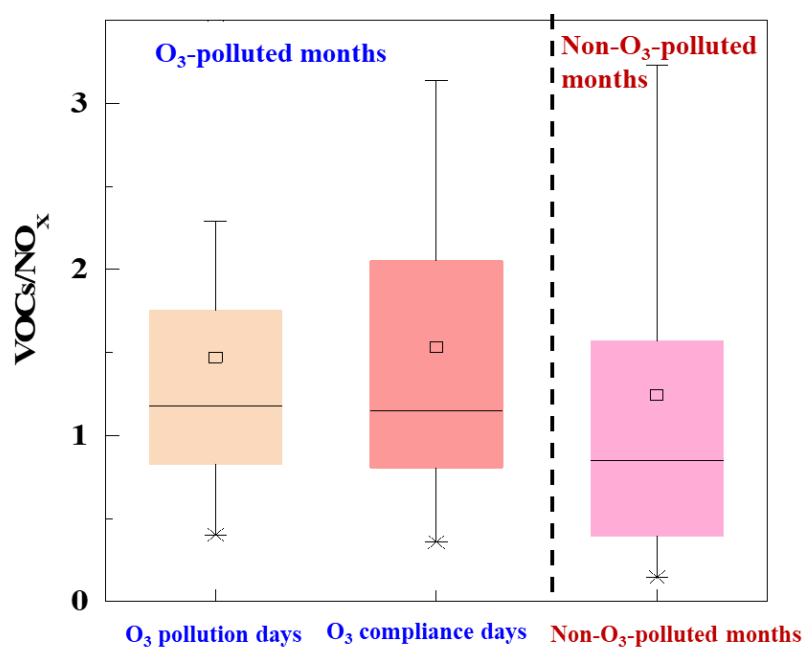 O₃-polluted months
Non-O₃-polluted
months
VOCs/NOₓ
3
2
1
0
O₃ pollution days
O₃ compliance days
Non-O₃-polluted months